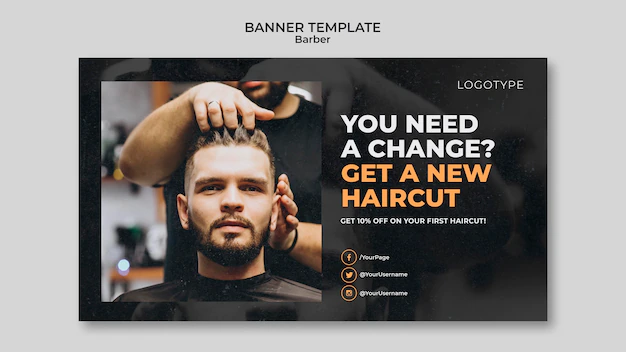 BANNER TEMPLATE
Barber
LOGOTYPE
YOU NEED
A CHANGE?
GET A NEW
HAIRCUT
GET 10% OFF ON YOUR FIRST HAIRCUT!
/YourPage
@YourUsername
@YourUsername